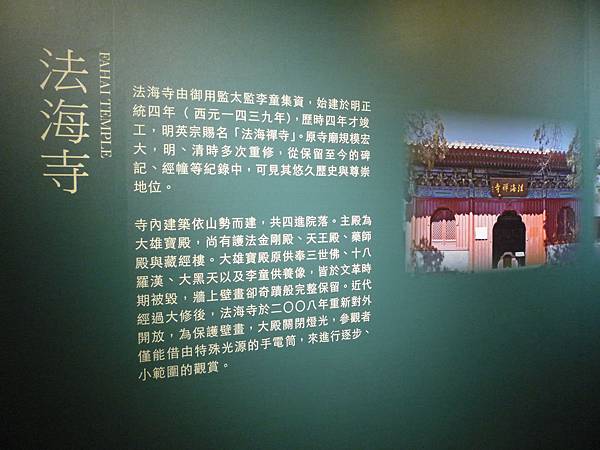 法海寺
FAHAI TEMPLE
法海寺由御用監太監李童集資，始建於明正
統四年（西元一四三九年），歷時四年才竣
工，明英宗賜名「法海禪寺」。原寺廟規模宏
大，明、清時多次重修，從保留至今的碑
記、經幢等紀錄中，可見其悠久歷史與尊崇
地位。
寺內建築依山勢而建，共四進院落。主殿為
大雄寶殿，尚有護法金剛殿、天王殿、藥師
殿與藏經樓。大雄寶殿原供奉三世佛、十八
羅漢、大黑天以及李童供養像，皆於文革時
期被毀，牆上壁畫卻奇蹟般完整保留。近代
經過大修後，法海寺於二〇〇八年重新對外
開放，為保護壁畫，大殿關閉燈光，參觀者
僅能借由特殊光源的手電筒，來進行逐步、
小範圍的觀賞。
寺禪海法